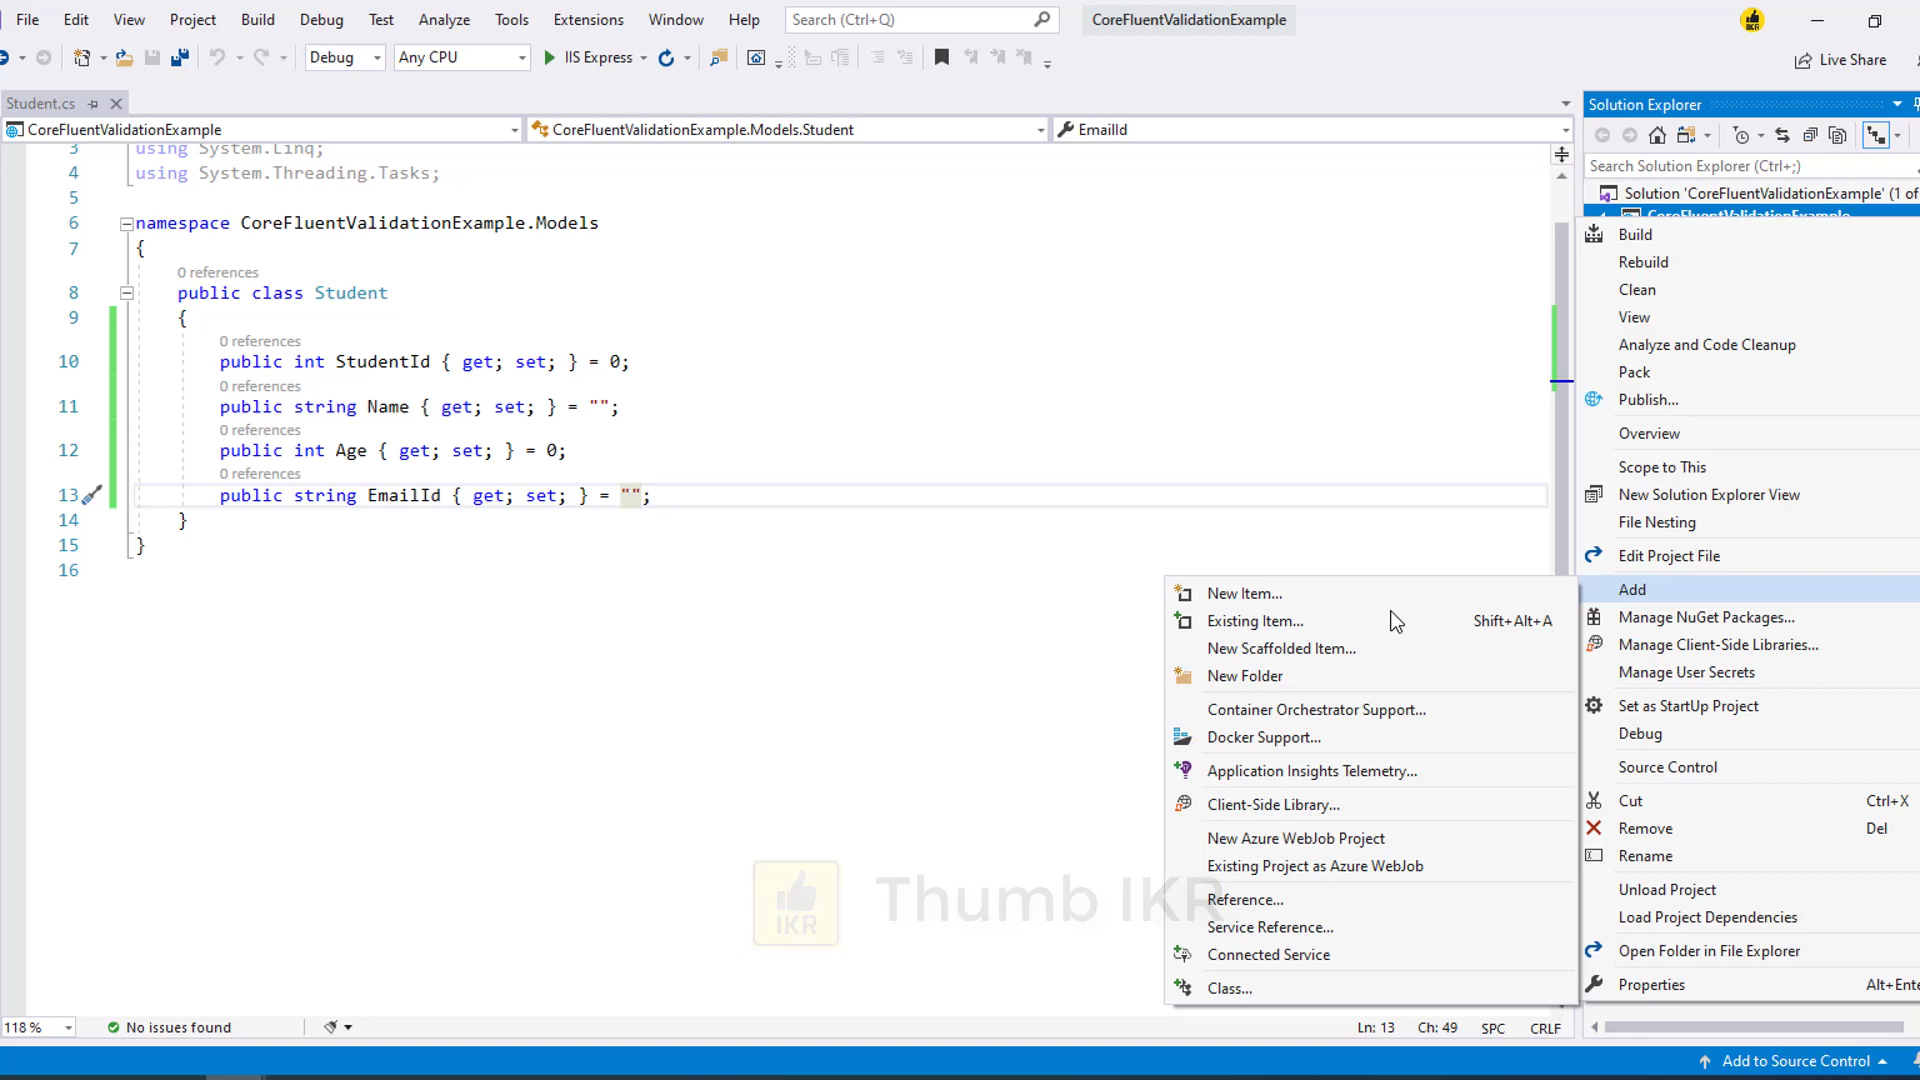 File Edit View Project Build Debug Test Analyze Tools Extensions Window Help Search (Ctrl+Q) CoreFluentValidationExample
Debug Any CPU IIS Express Live Share
Student.cs
CoreFluentValidationExample CoreFluentValidationExample.Models.Student EmailId
3 using System.Linq;
4 using System.Threading.Tasks;
5
6 namespace CoreFluentValidationExample.Models
7 {
0 references
8 public class Student
9 {
0 references
10 public int StudentId { get; set; } = 0;
0 references
11 public string Name { get; set; } = "";
0 references
12 public int Age { get; set; } = 0;
0 references
13 public string EmailId { get; set; } = "";
14 }
15 }
16
New Item...
Existing Item... Shift+Alt+A
New Scaffolded Item...
New Folder
Container Orchestrator Support...
Docker Support...
Application Insights Telemetry...
Client-Side Library...
New Azure WebJob Project
Existing Project as Azure WebJob
Reference...
Service Reference...
Connected Service
Class...
Solution Explorer
Search Solution Explorer (Ctrl+;)
Solution 'CoreFluentValidationExample' (1 of
CoreFluentValidationExample
Build
Rebuild
Clean
View
Analyze and Code Cleanup
Pack
Publish...
Overview
Scope to This
New Solution Explorer View
File Nesting
Edit Project File
Add
Manage NuGet Packages...
Manage Client-Side Libraries...
Manage User Secrets
Set as StartUp Project
Debug
Source Control
Cut Ctrl+X
Remove Del
Rename
Unload Project
Load Project Dependencies
Open Folder in File Explorer
Properties Alt+Ente
IKR Thumb IKR
118 % No issues found Ln: 13 Ch: 49 SPC CRLF
Add to Source Control